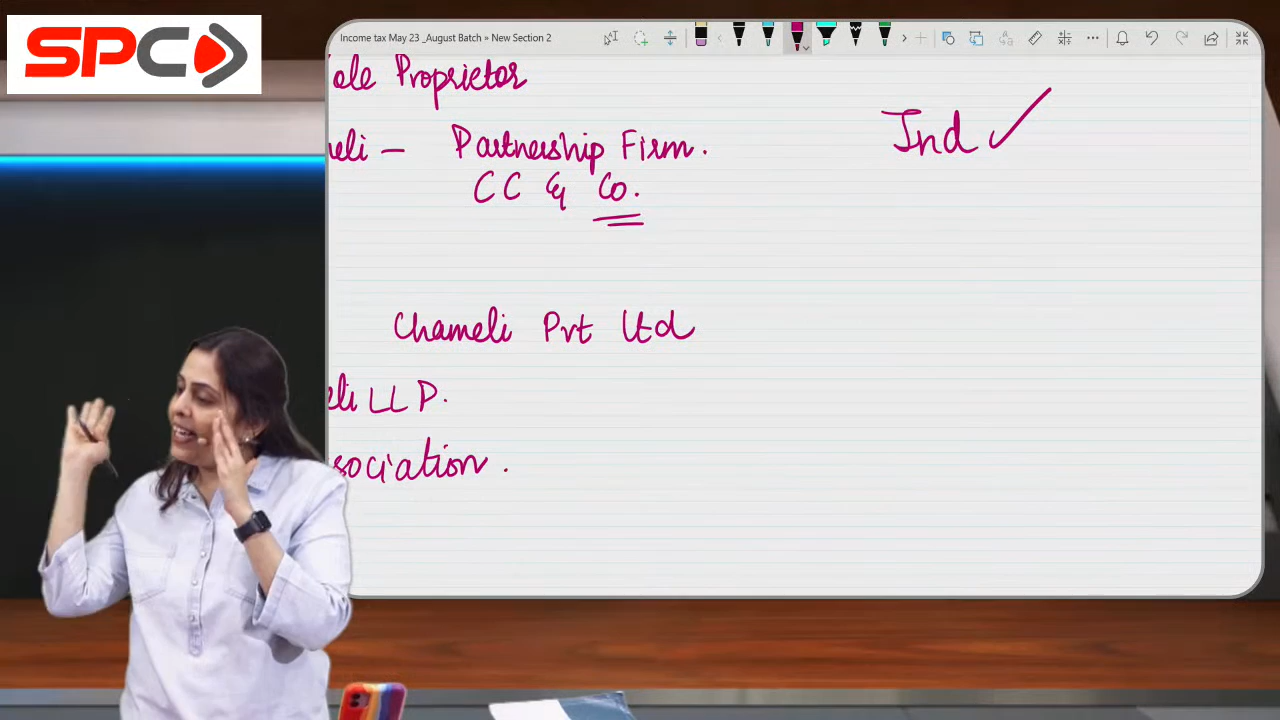 SPC
Income tax May 23 _August Batch » New Section 2
ole Proprietor
Ind
eli - Partnership Firm.
CC & Co.
Chameli Pvt Ltd
eli LLP.
sociation.